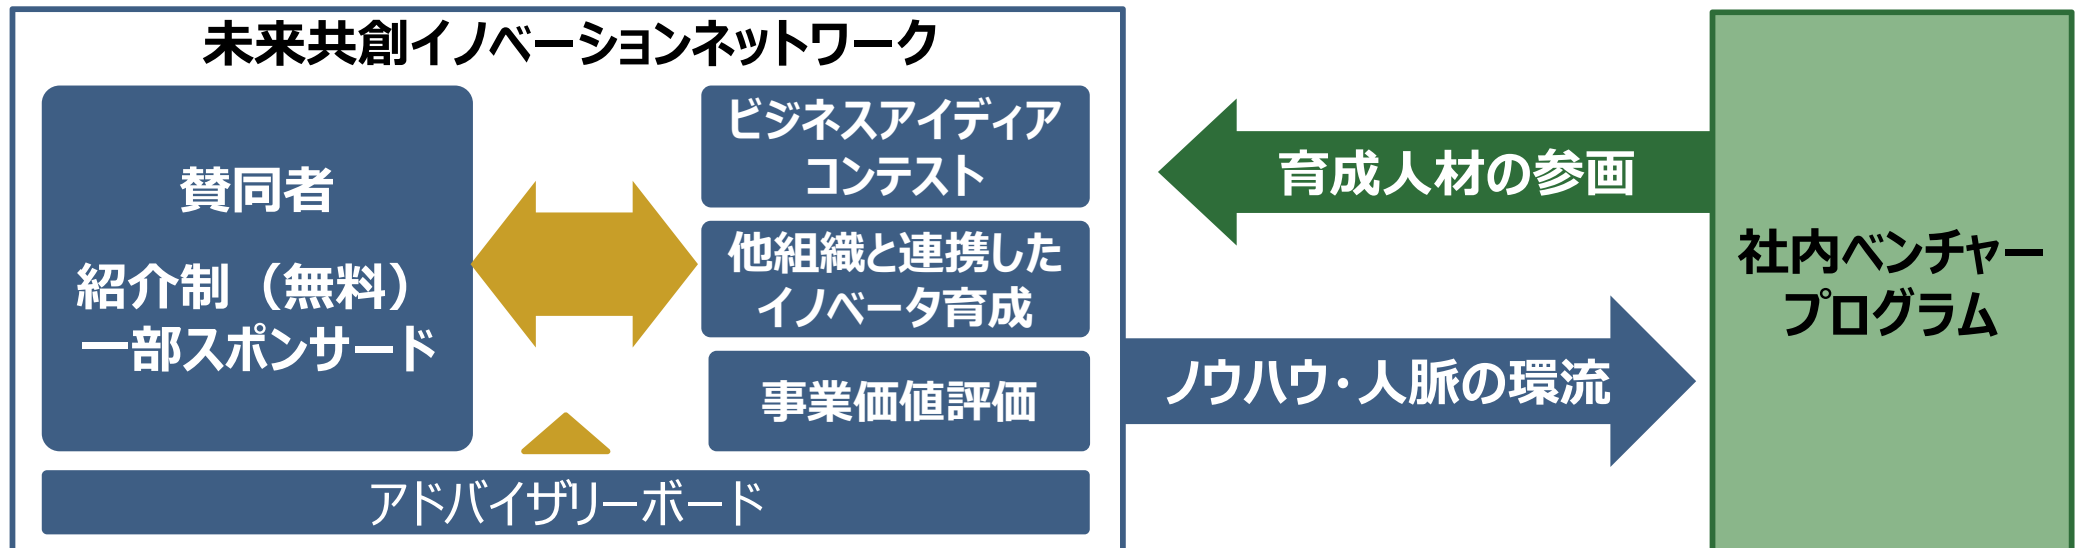 未来共創イノベーションネットワーク
賛同者
紹介制（無料）
一部スポンサード
ビジネスアイディア
コンテスト
他組織と連携した
イノベータ育成
事業価値評価
アドバイザリーボード
育成人材の参画
ノウハウ・人脈の環流
社内ベンチャー
プログラム